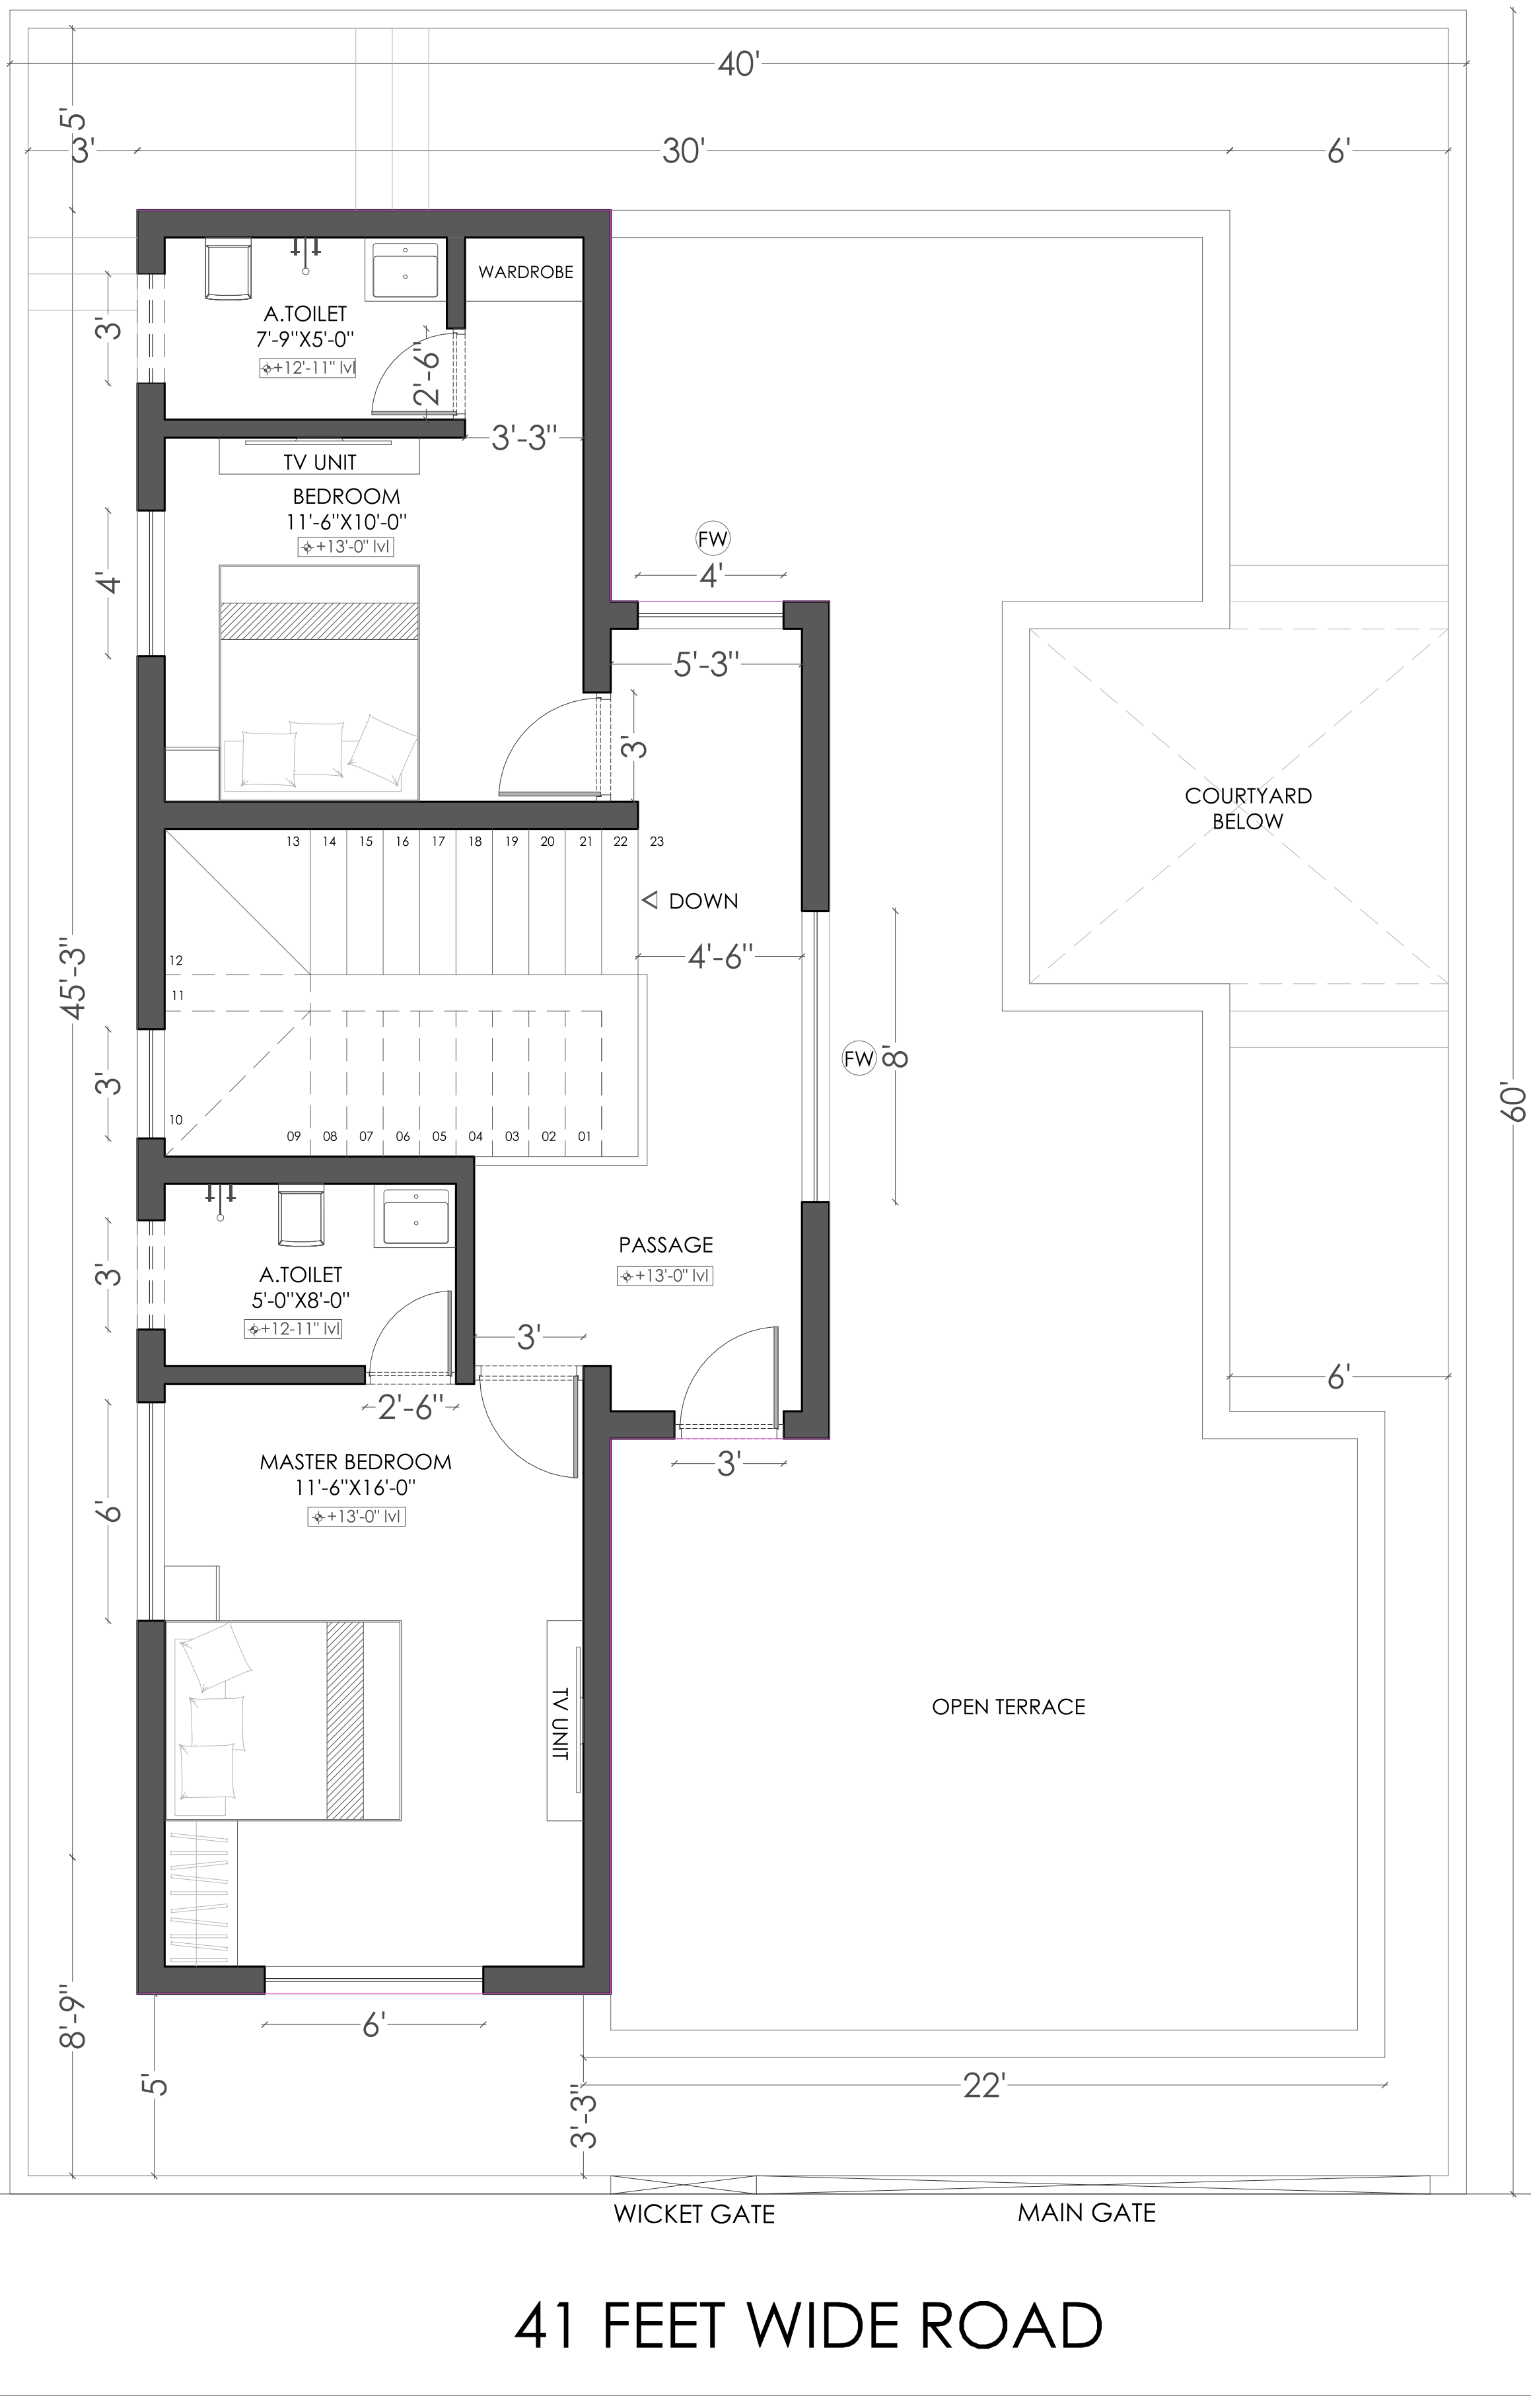 40'
5'
3'
30'
6'
WARDROBE
A.TOILET
7'-9"X5'-0"
+12'-11" lvl
3'
2'-6"
3'-3"
TV UNIT
BEDROOM
11'-6"X10'-0"
+13'-0" lvl
FW
4'
4'
5'-3"
3'
COURTYARD
BELOW
13 14 15 16 17 18 19 20 21 22 23
DOWN
4'-6"
12
11
45'-3"
FW
8'
3'
60'
10
09 08 07 06 05 04 03 02 01
PASSAGE
+13'-0" lvl
A.TOILET
5'-0"X8'-0"
+12-11" lvl
3'
3'
6'
2'-6"
MASTER BEDROOM
11'-6"X16'-0"
+13'-0" lvl
3'
6'
TV UNIT
OPEN TERRACE
8'-9"
6'
5'
3'-3"
22'
WICKET GATE
MAIN GATE
41 FEET WIDE ROAD